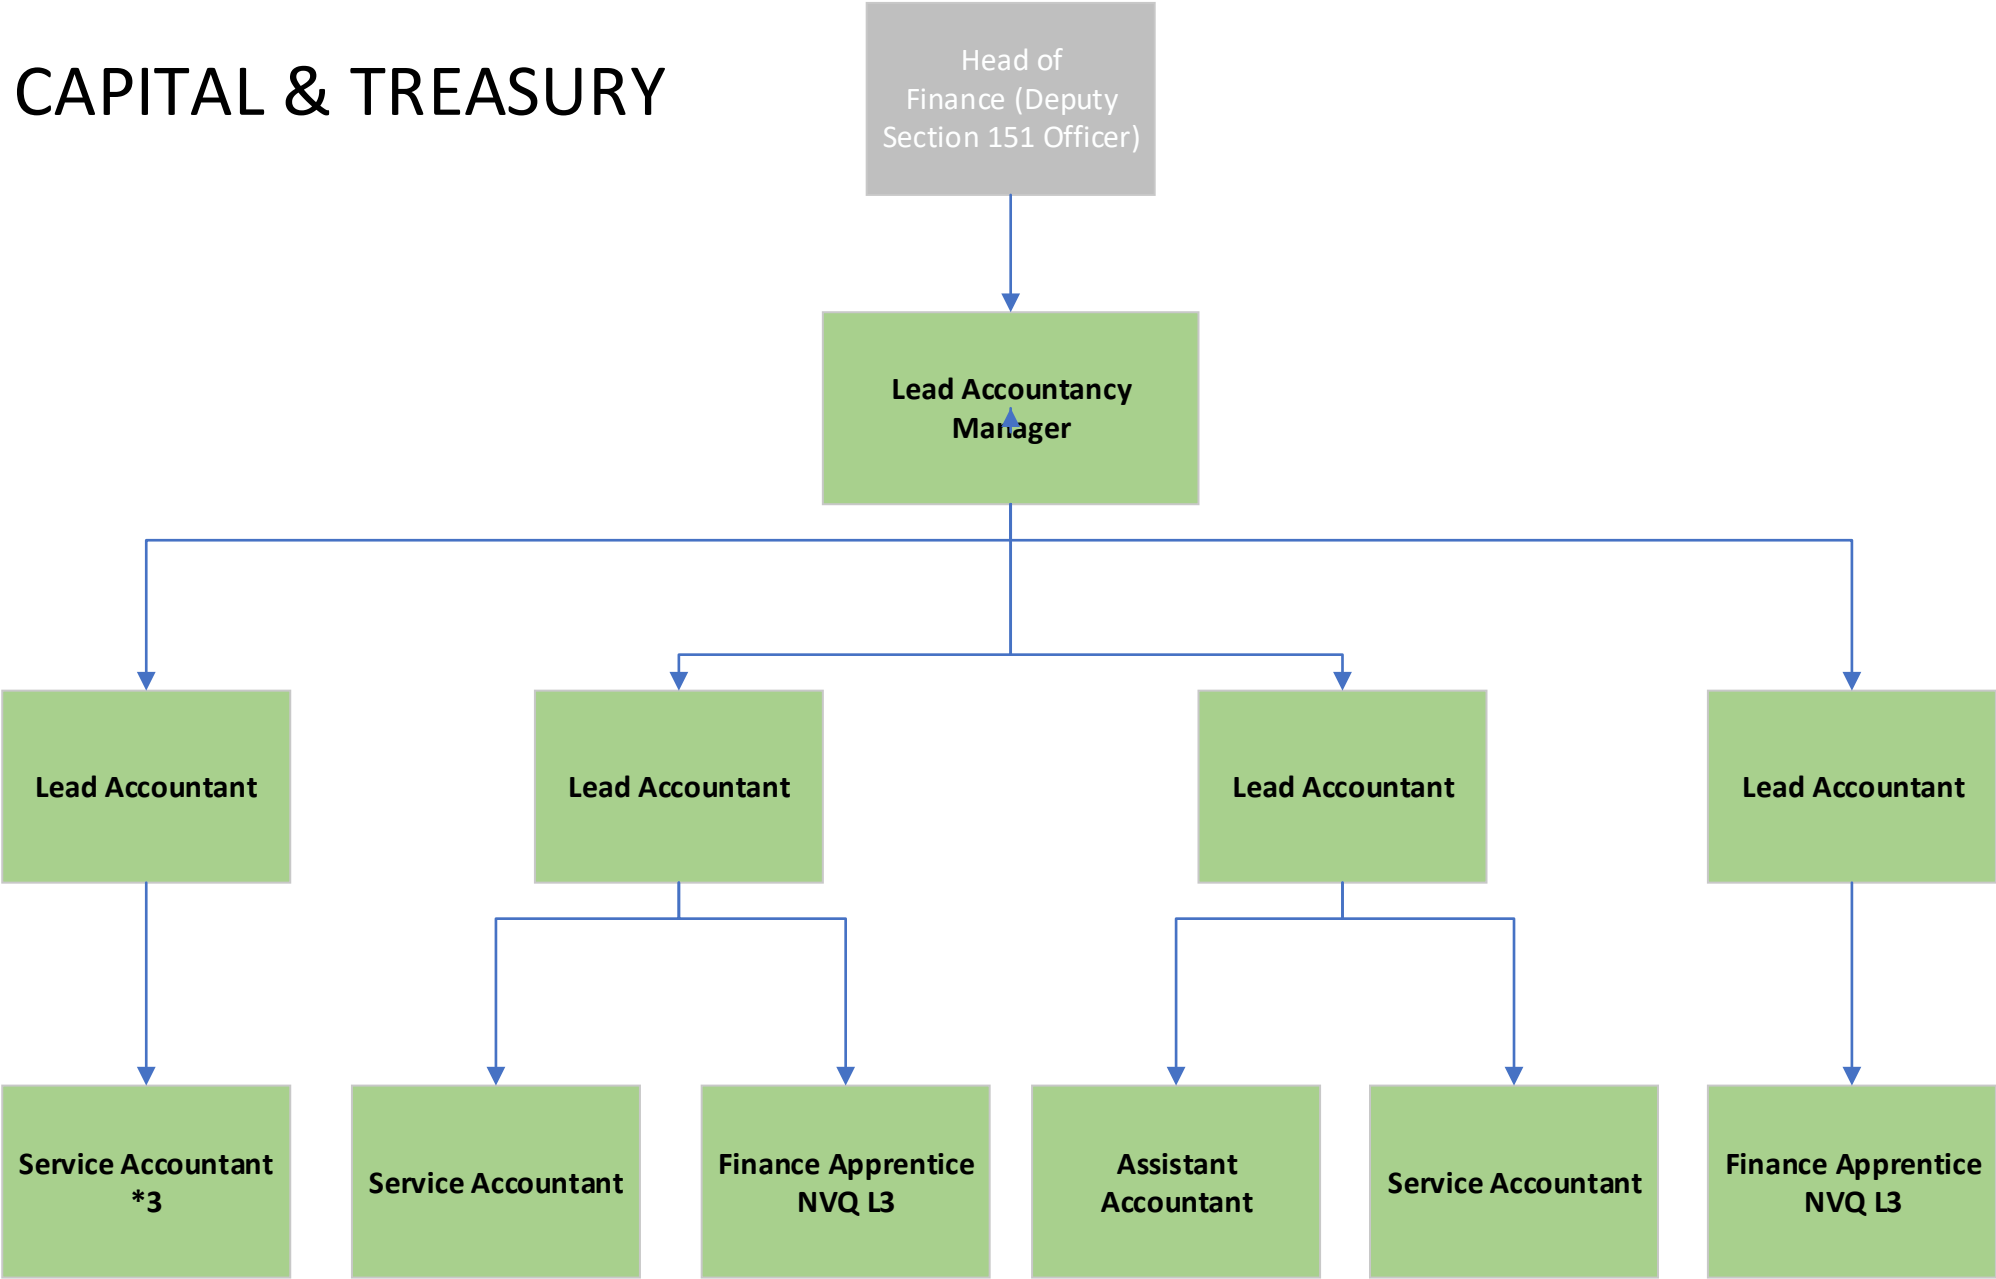 CAPITAL & TREASURY
Head of
Finance (Deputy
Section 151 Officer)
Lead Accountancy
Manager
Lead Accountant
Lead Accountant
Lead Accountant
Lead Accountant
Service Accountant
*3
Service Accountant
Finance Apprentice
NVQ L3
Assistant
Accountant
Service Accountant
Finance Apprentice
NVQ L3